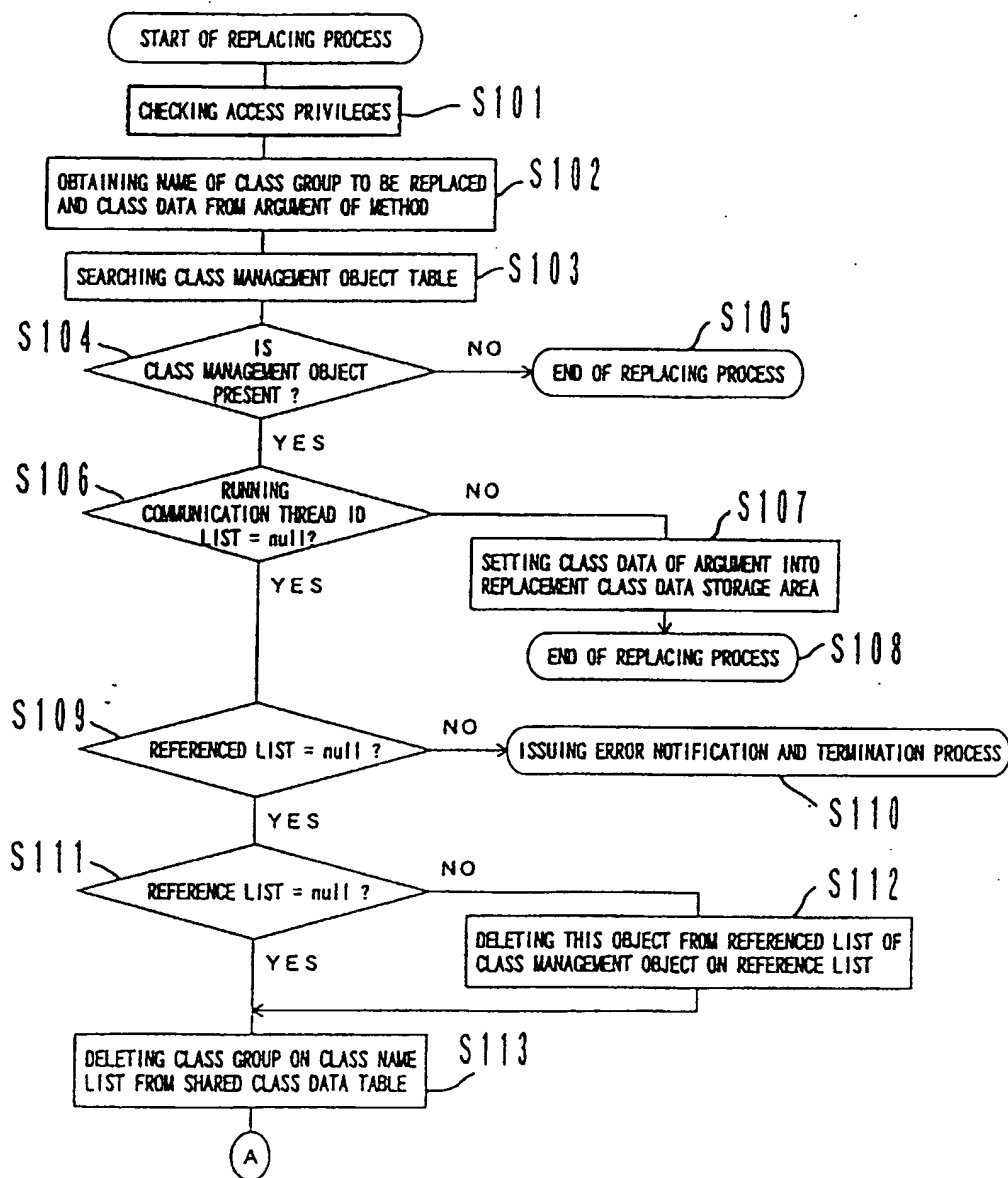 START OF REPLACING PROCESS
CHECKING ACCESS PRIVILEGES
S101
OBTAINING NAME OF CLASS GROUP TO BE REPLACED
AND CLASS DATA FROM ARGUMENT OF METHOD
S102
SEARCHING CLASS MANAGEMENT OBJECT TABLE
S103
S104
IS
CLASS MANAGEMENT OBJECT
PRESENT ?
NO
S105
END OF REPLACING PROCESS
YES
S106
RUNNING
COMMUNICATION THREAD ID
LIST = null?
NO
S107
SETTING CLASS DATA OF ARGUMENT INTO
REPLACEMENT CLASS DATA STORAGE AREA
YES
END OF REPLACING PROCESS
S108
S109
REFERENCED LIST = null ?
NO
ISSUING ERROR NOTIFICATION AND TERMINATION PROCESS
S110
YES
S111
REFERENCE LIST = null ?
NO
S112
DELETING THIS OBJECT FROM REFERENCED LIST OF
CLASS MANAGEMENT OBJECT ON REFERENCE LIST
YES
DELETING CLASS GROUP ON CLASS NAME
LIST FROM SHARED CLASS DATA TABLE
S113
A